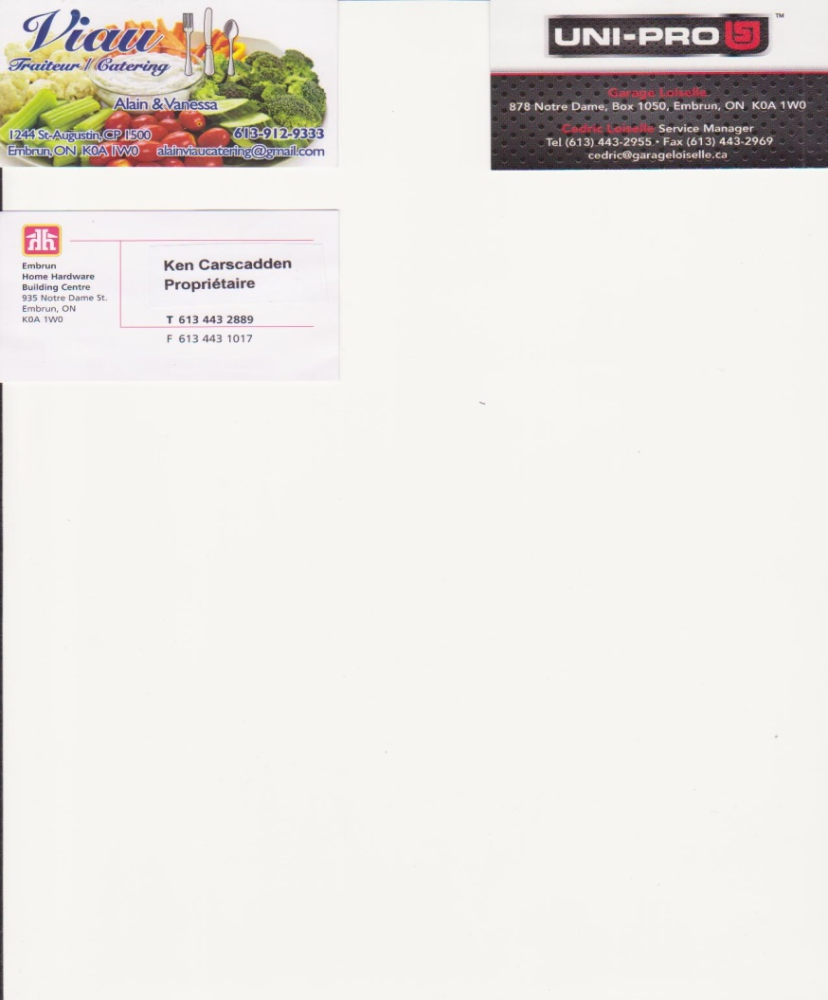 Viau
Traiteur / Catering
Alain & Vanessa
1244 St-Augustin, CP 1500
613-912-9333
Embrun, ON K0A 1W0
alainviaucatering@gmail.com
UNI-PRO
™
Garage Loiselle
878 Notre Dame, Box 1050, Embrun, ON K0A 1W0
Cedric Loiselle Service Manager
Tel (613) 443-2955 • Fax (613) 443-2969
cedric@garageloiselle.ca
Embrun
Home Hardware
Building Centre
935 Notre Dame St.
Embrun, ON
K0A 1W0
Ken Carscadden
Propriétaire
T 613 443 2889
F 613 443 1017